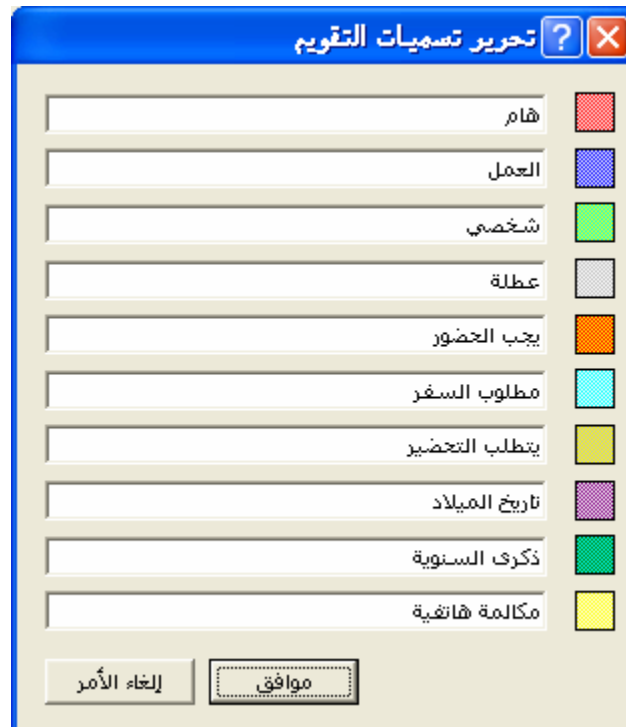 تحرير تسميات التقويم
هام
العمل
شخصي
عطلة
يجب الحضور
مطلوب السفر
يتطلب التحضير
تاريخ الميلاد
ذكرى السنوية
مكالمة هاتفية
موافق
إلغاء الأمر